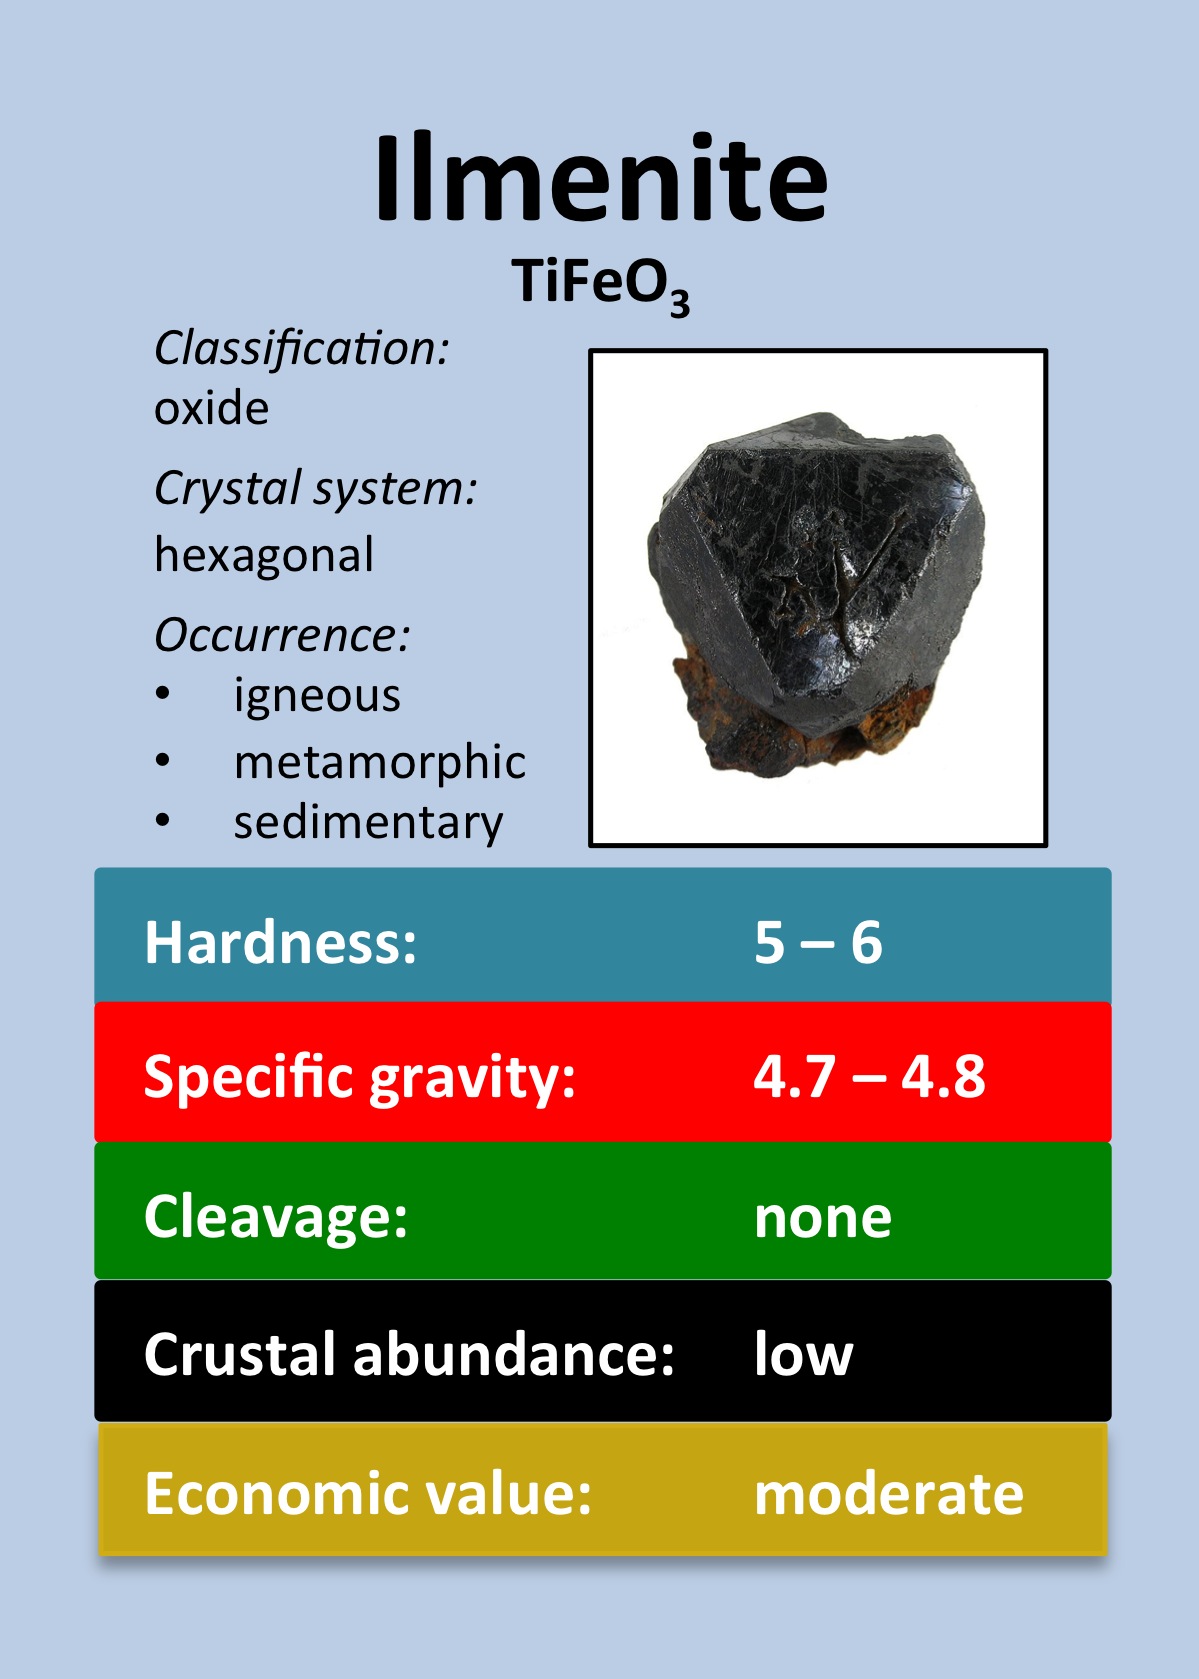 Ilmenite
TiFeO₃
Classification:
oxide
Crystal system:
hexagonal
Occurrence:
• igneous
• metamorphic
• sedimentary
Hardness: 5 – 6
Specific gravity: 4.7 – 4.8
Cleavage: none
Crustal abundance: low
Economic value: moderate